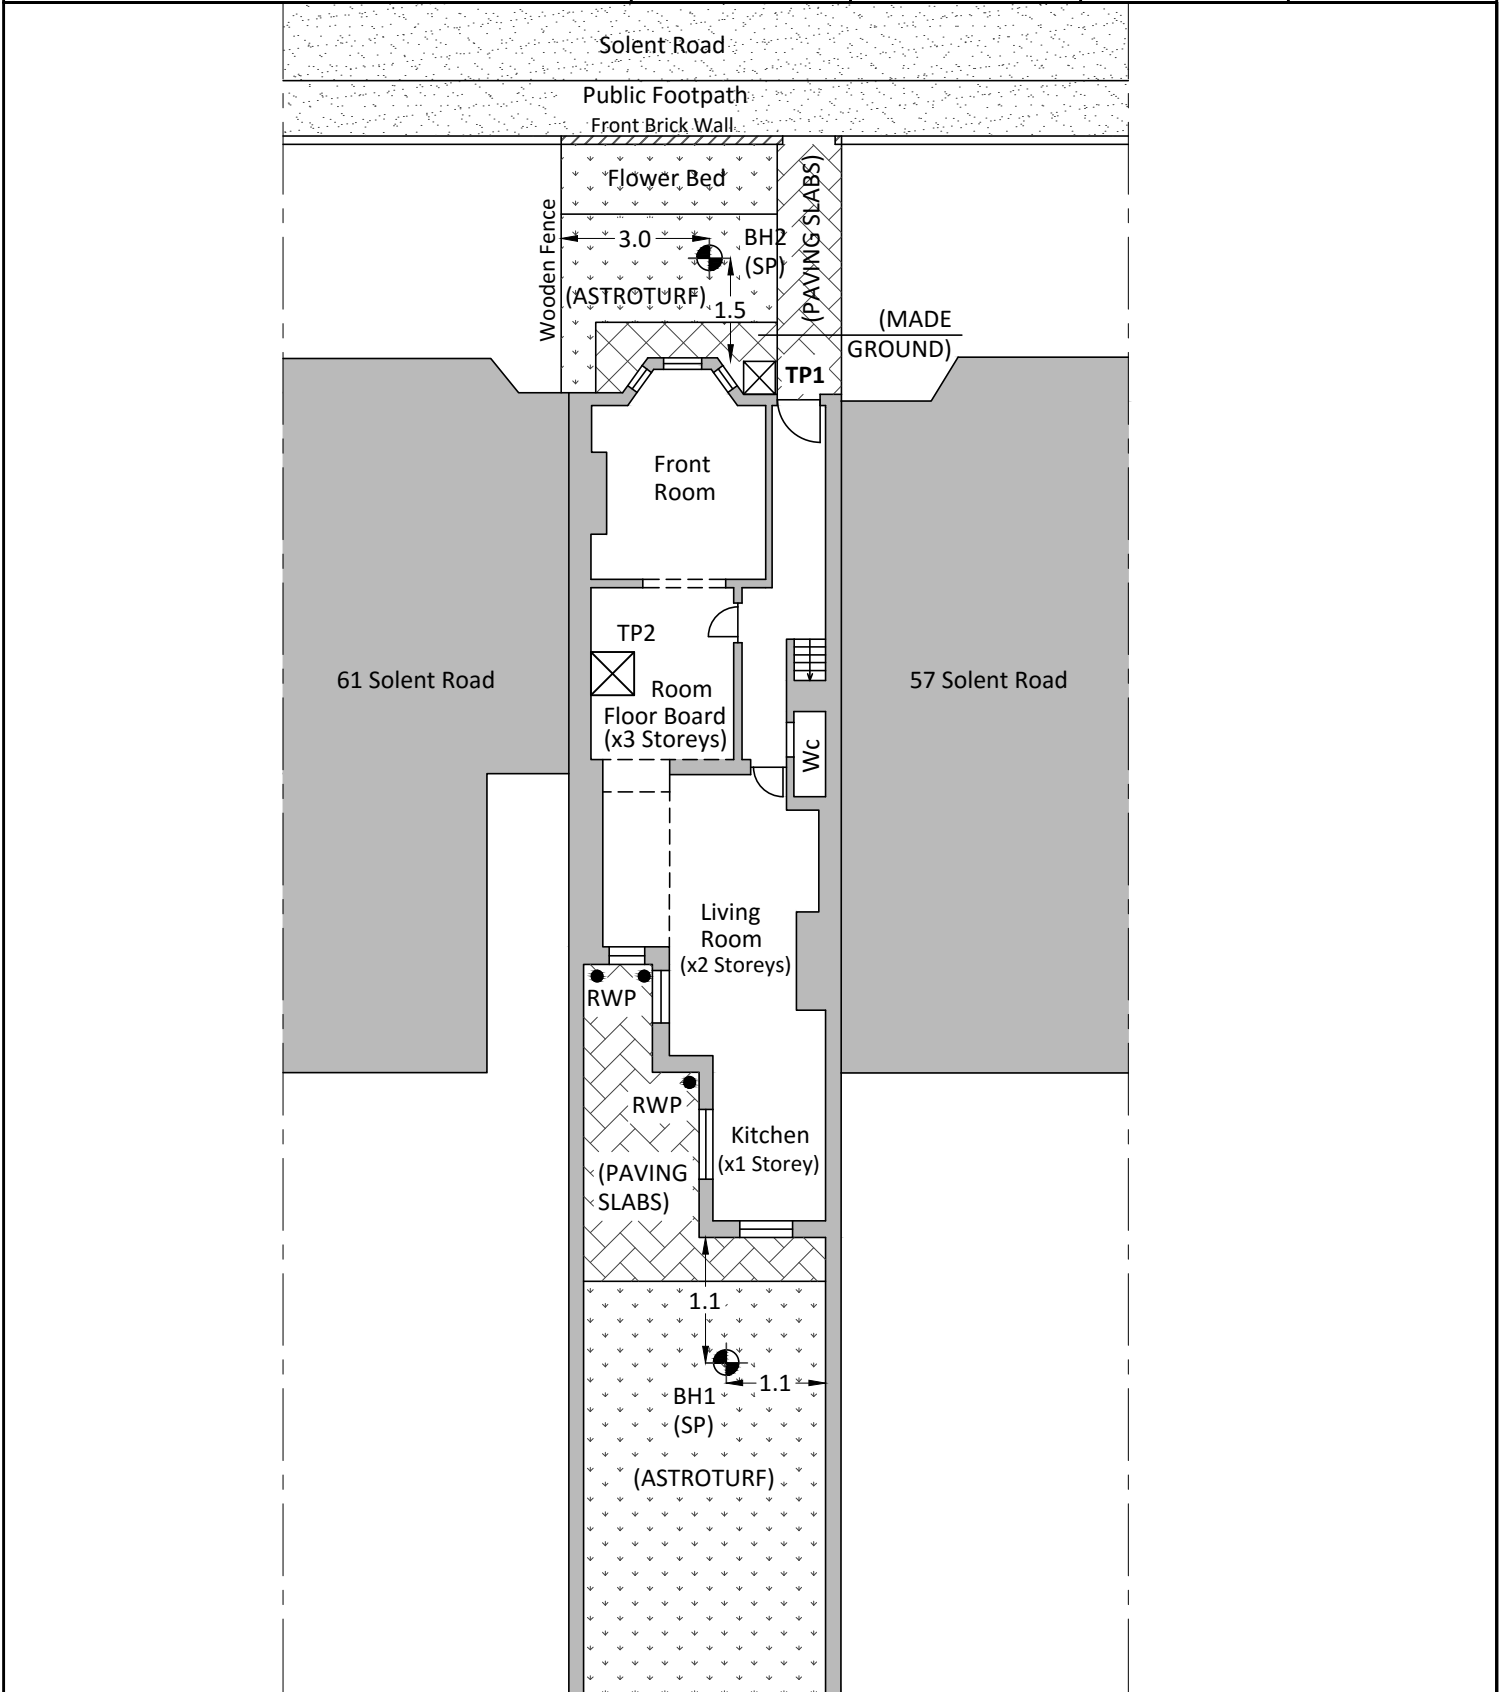 Solent Road
Public Footpath
Front Brick Wall
Flower Bed
(PAVING SLABS)
Wooden Fence
3.0
BH2
(SP)
(ASTROTURF)
1.5
(MADE
GROUND)
TP1
Front
Room
TP2
61 Solent Road
Room
Floor Board
(x3 Storeys)
57 Solent Road
Wc
Living
Room
(x2 Storeys)
RWP
RWP
Kitchen
(x1 Storey)
(PAVING
SLABS)
1.1
1.1
BH1
(SP)
(ASTROTURF)